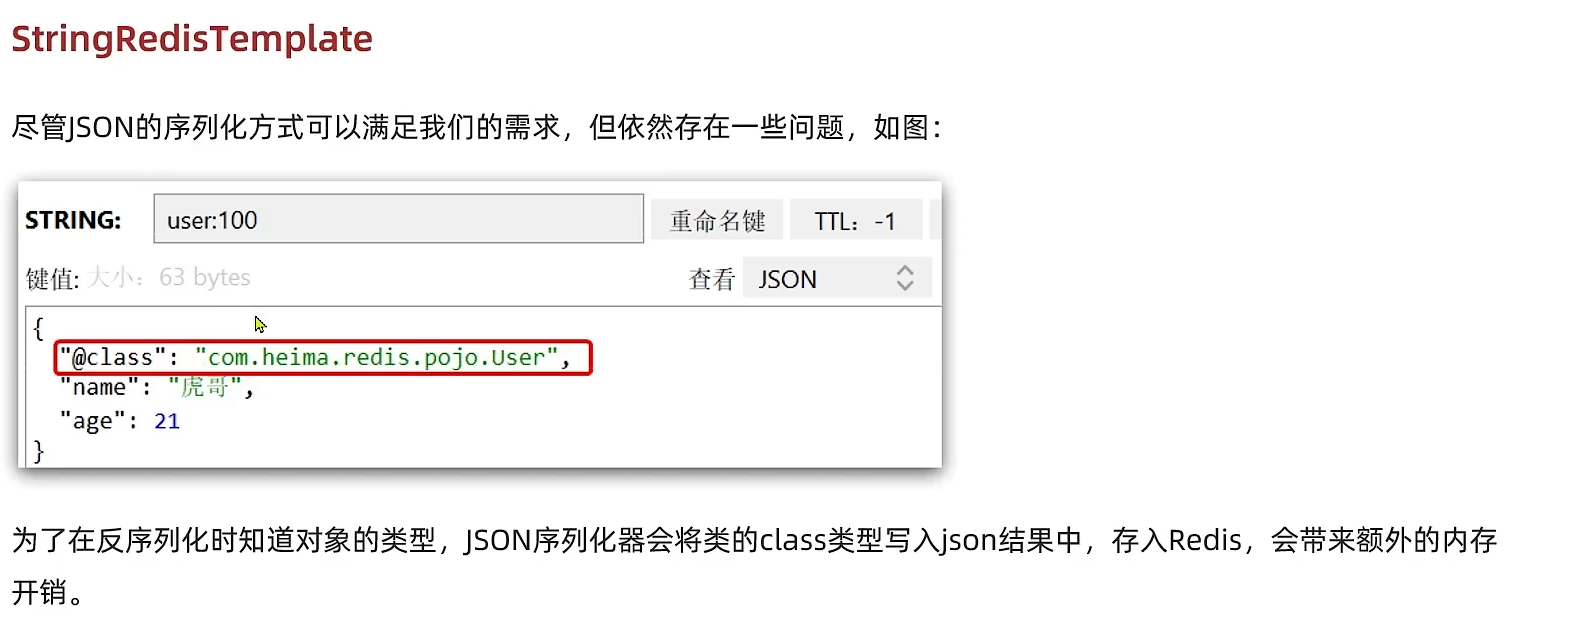 StringRedisTemplate
尽管JSON的序列化方式可以满足我们的需求，但依然存在一些问题，如图：
STRING: user:100 重命名键 TTL：-1
键值: 大小：63 bytes 查看 JSON
{
"@class": "com.heima.redis.pojo.User",
"name": "虎哥",
"age": 21
}
为了在反序列化时知道对象的类型，JSON序列化器会将类的class类型写入json结果中，存入Redis，会带来额外的内存
开销。